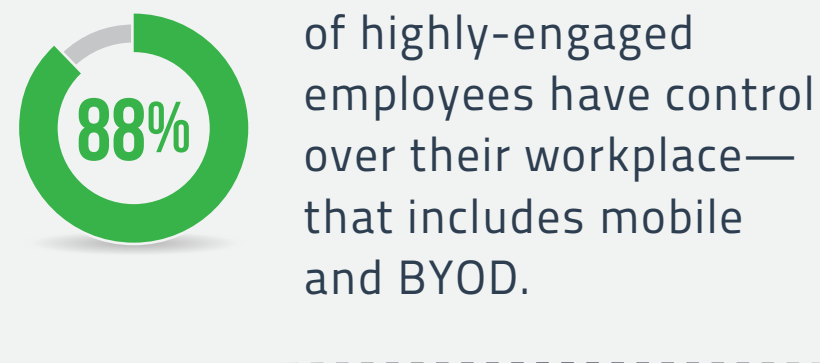 88%
of highly-engaged
employees have control
over their workplace—
that includes mobile
and BYOD.